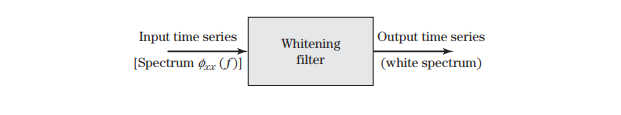 Input time series
[Spectrum ϕxx (f)]
Whitening
filter
Output time series
(white spectrum)